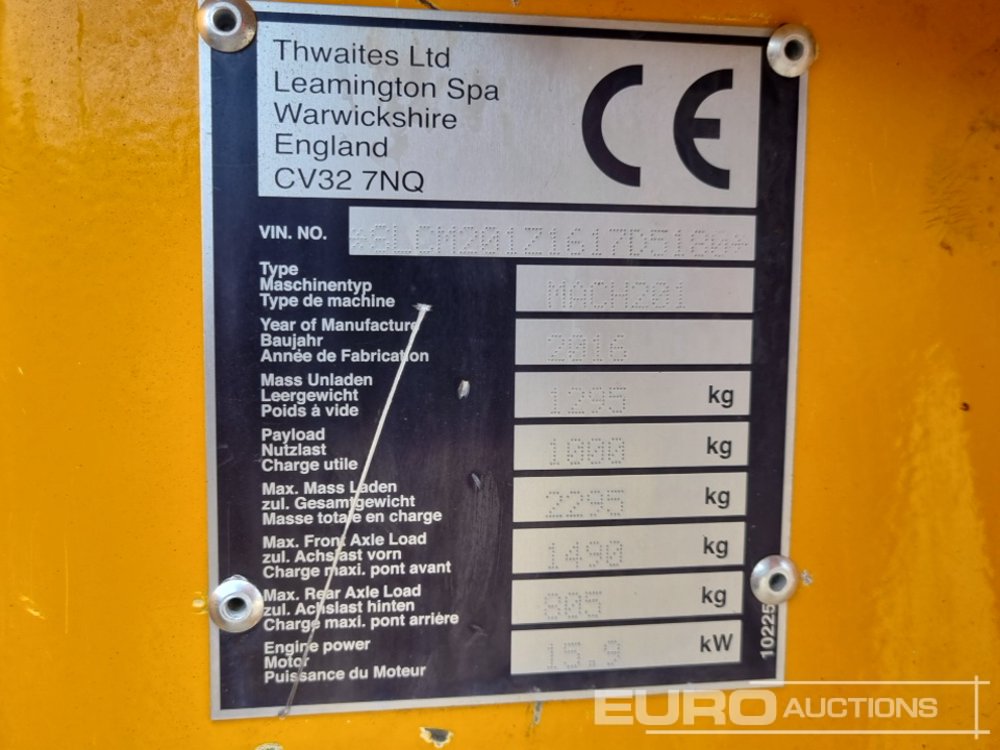 Thwaites Ltd
Leamington Spa
Warwickshire
England
CV32 7NQ
CE
VIN. NO. *SLCM201Z1617D5180*
Type
Maschinentyp
Type de machine
MACH201
Year of Manufacture
Baujahr
Année de Fabrication
2016
Mass Unladen
Leergewicht
Poids à vide
1295 kg
Payload
Nutzlast
Charge utile
1000 kg
Max. Mass Laden
zul. Gesamtgewicht
Masse totale en charge
2295 kg
Max. Front Axle Load
zul. Achslast vorn
Charge maxi. pont avant
1490 kg
Max. Rear Axle Load
zul. Achslast hinten
Charge maxi. pont arrière
805 kg
Engine power
Motor
Puissance du Moteur
15.9 kW
10225
EURO AUCTIONS